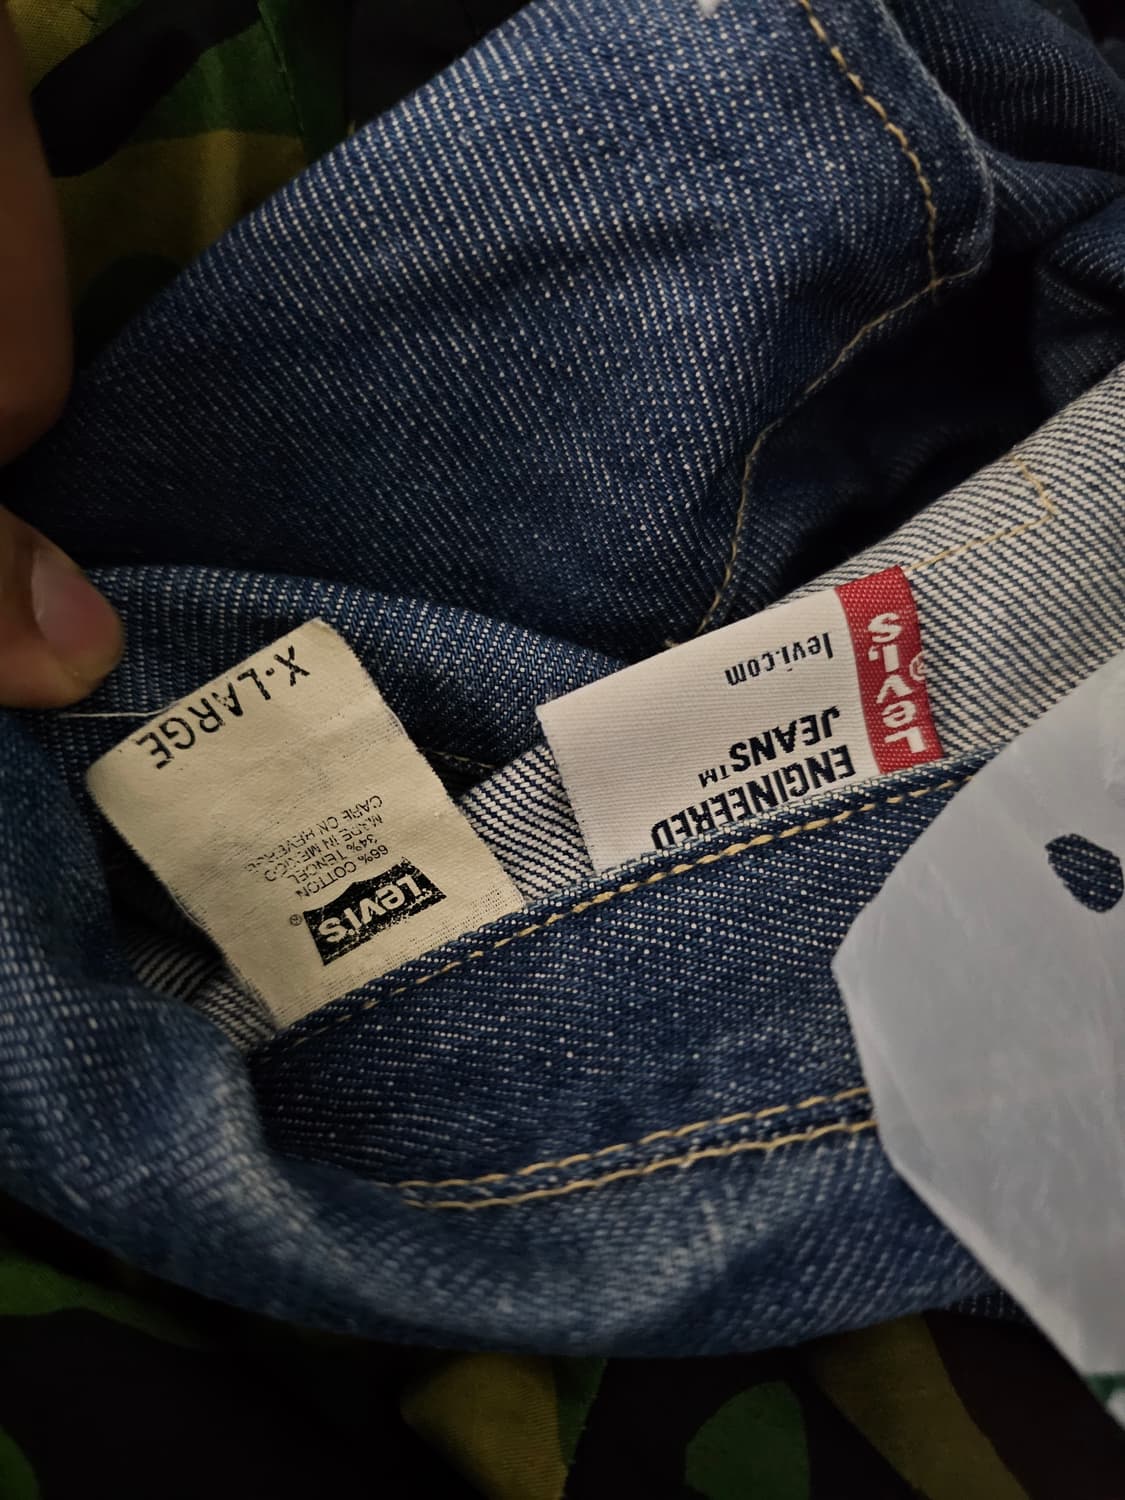 Levi's®
66% COTTON
34% TENCEL
MADE IN MEXICO
CARE ON REVERSE
X-LARGE
Levi's®
ENGINEERED
JEANS™
levi.com